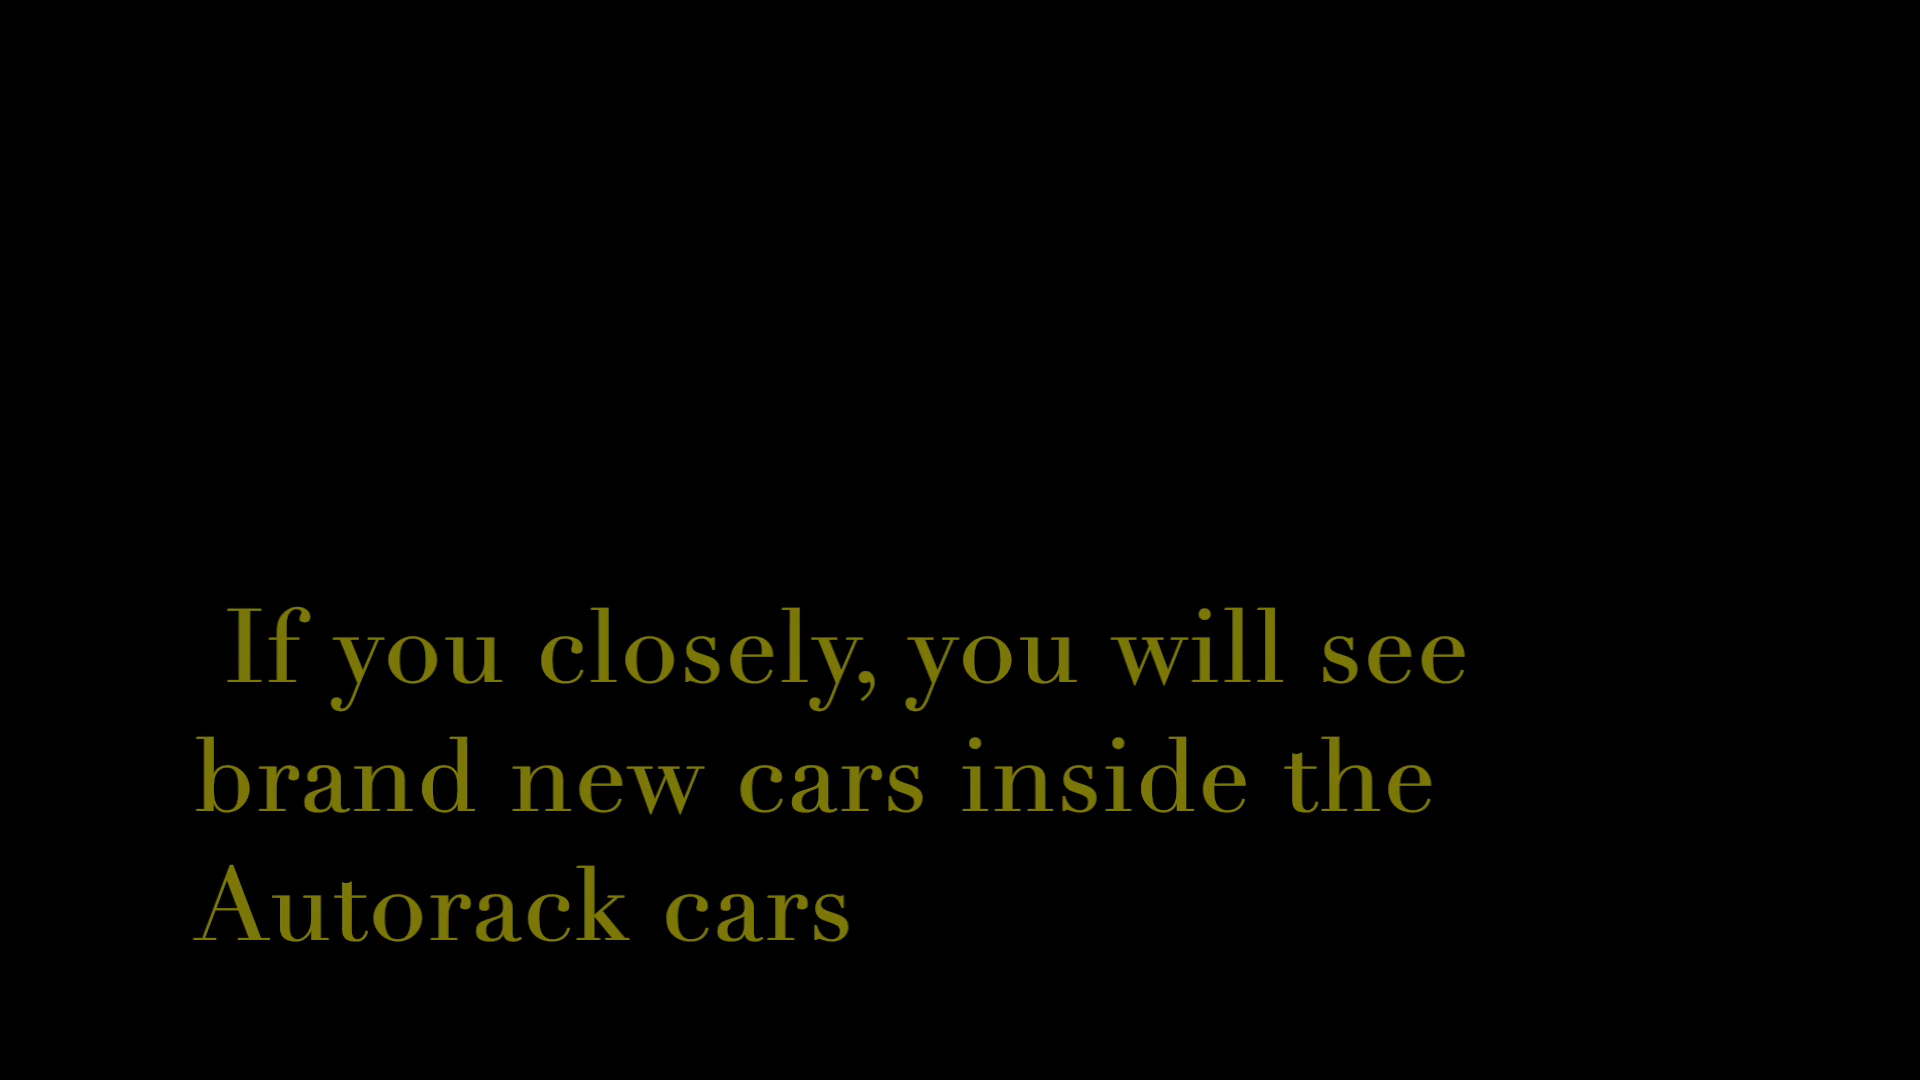 If you closely, you will see
brand new cars inside the
Autorack cars